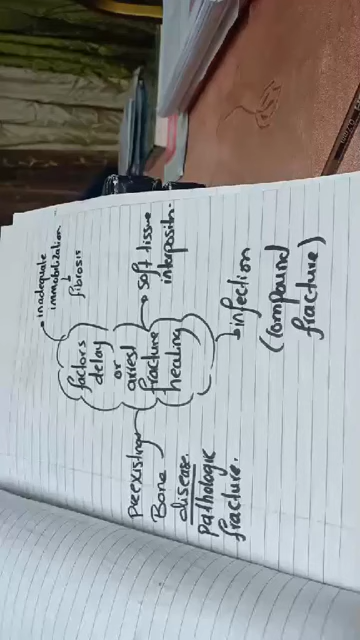 factors
delay
or
arrest
fracture
healing
• inadequate
immobilization
↓
fibrosis
• soft tissue
interpositn.
• infection
(compound
fracture)
Preexisting
Bone
disease.
Pathologic
fracture.